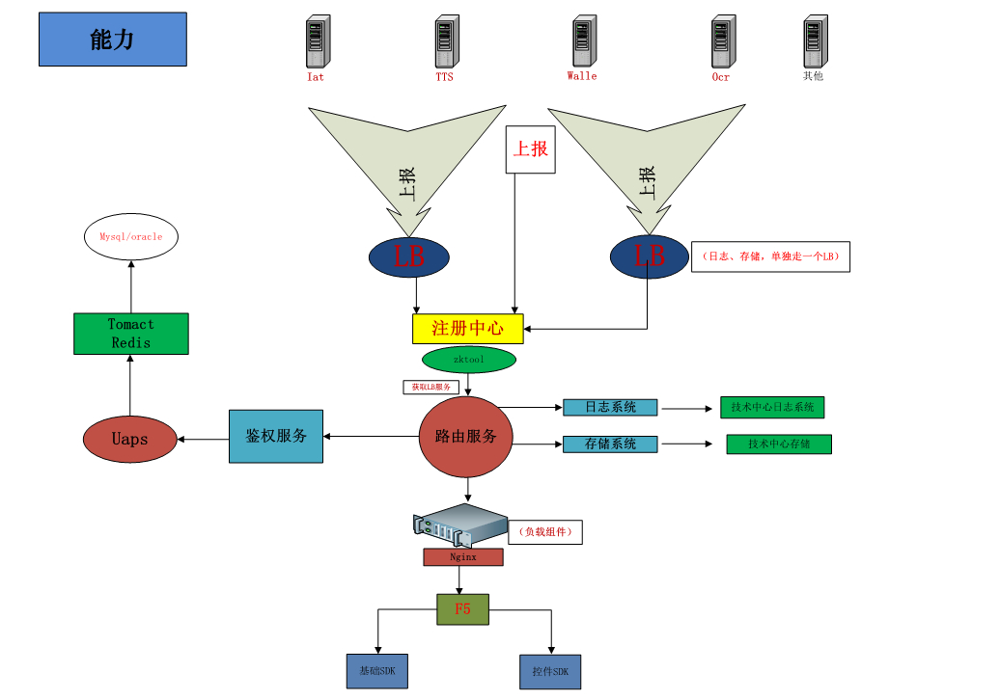 能力
Iat
TTS
Walle
Ocr
其他
上报
上报
上报
Mysql/oracle
LB
LB
(日志、存储，单独走一个LB)
Tomact
Redis
注册中心
zktool
获取LB服务
日志系统
技术中心日志系统
Uaps
鉴权服务
路由服务
存储系统
技术中心存储
(负载组件)
Nginx
F5
基础SDK
控件SDK